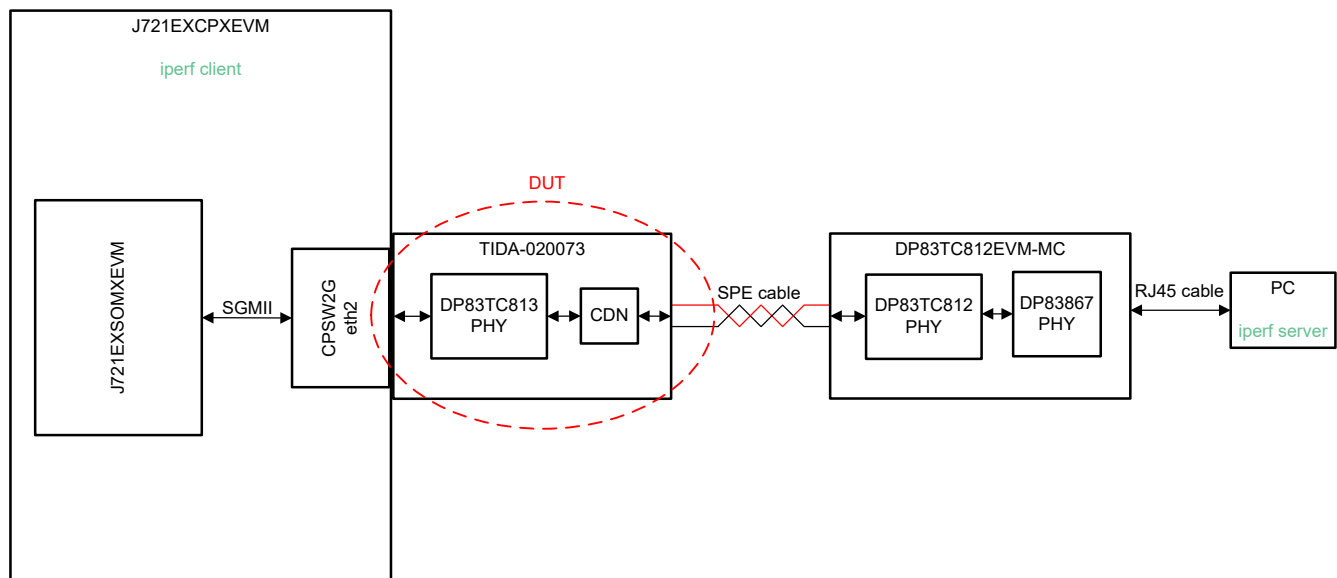 J721EXCPXEVM
iperf client
J721EXSOMXEVM
SGMII
CPSW2G
eth2
DUT
TIDA-020073
DP83TC813
PHY
CDN
SPE cable
DP83TC812EVM-MC
DP83TC812
PHY
DP83867
PHY
RJ45 cable
PC
iperf server